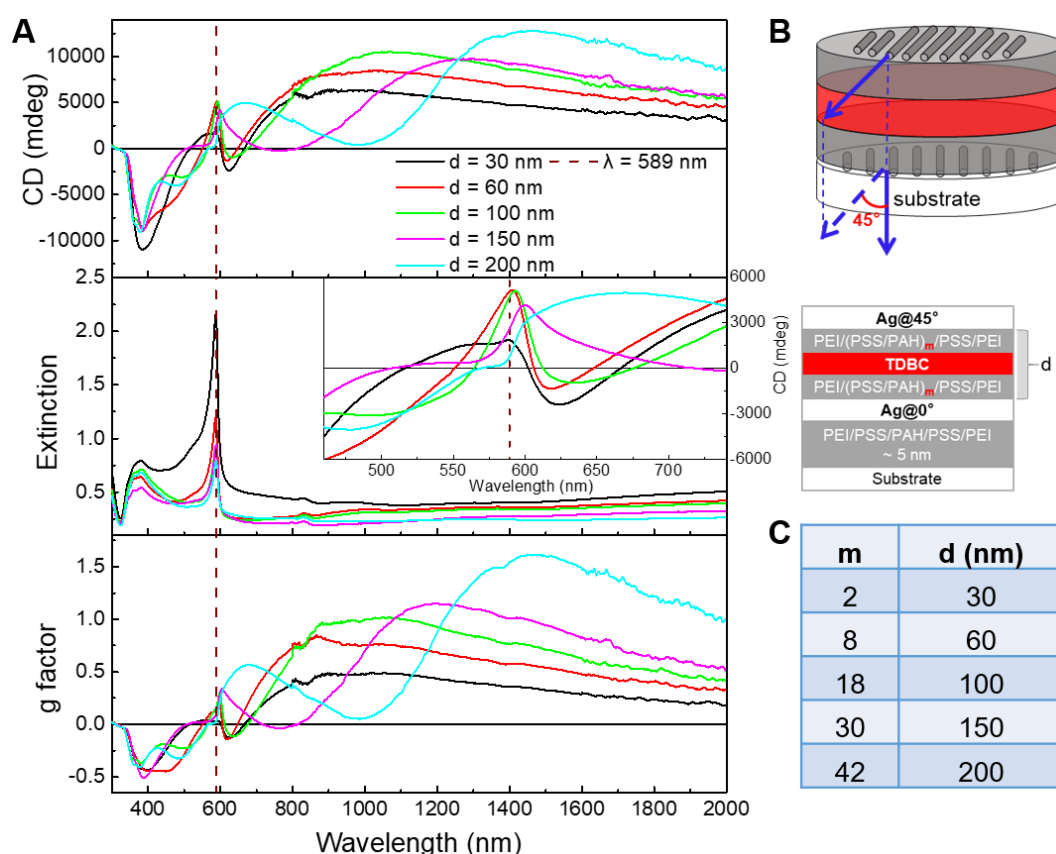 A
CD (mdeg)
10000
5000
0
-5000
-10000
d = 30 nm
λ = 589 nm
d = 60 nm
d = 100 nm
d = 150 nm
d = 200 nm
Extinction
2.5
2.0
1.5
1.0
0.5
6000
3000
0
-3000
-6000
CD (mdeg)
500 550 600 650 700
Wavelength (nm)
g factor
1.5
1.0
0.5
0.0
-0.5
400 600 800 1000 1200 1400 1600 1800 2000
Wavelength (nm)
B
substrate
45°
Ag@45°
PEI/(PSS/PAH)m/PSS/PEI
TDBC
d
PEI/(PSS/PAH)m/PSS/PEI
Ag@0°
PEI/PSS/PAH/PSS/PEI
~ 5 nm
Substrate
C
m d (nm)
2 30
8 60
18 100
30 150
42 200